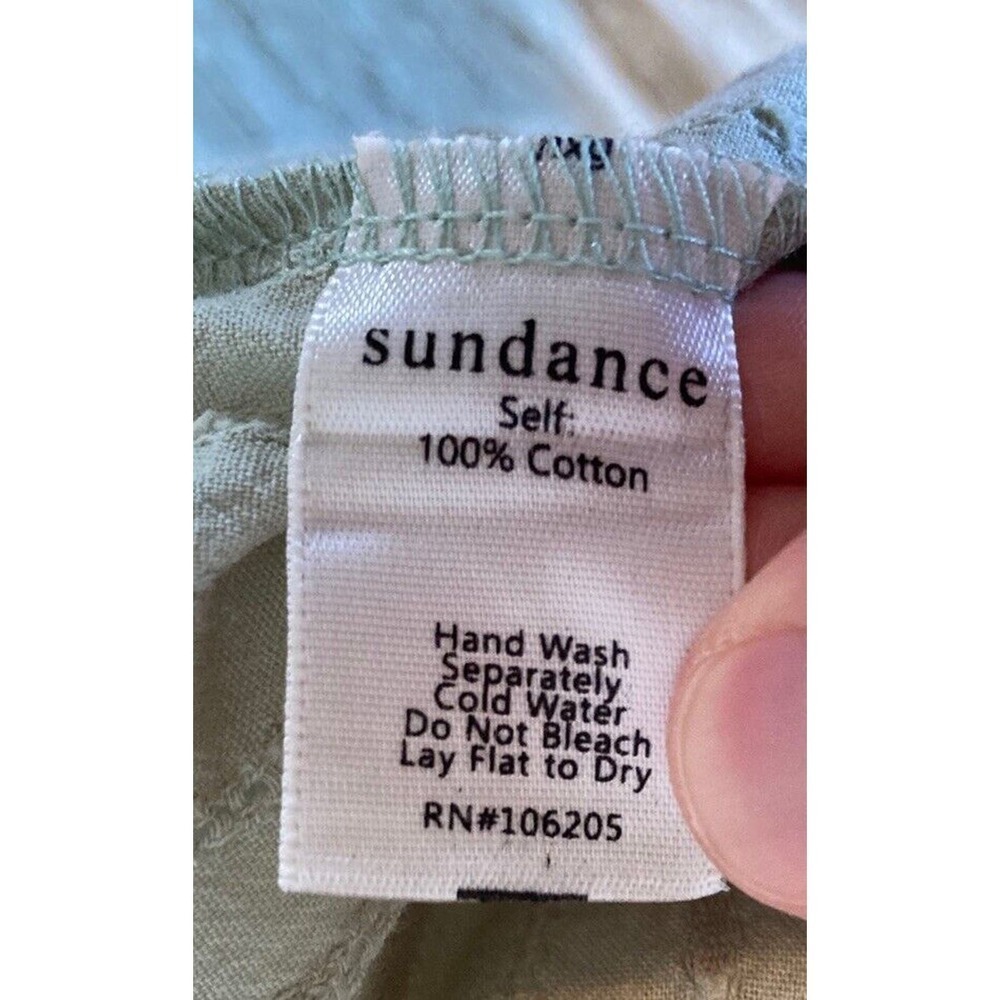 sundance
Self:
100% Cotton
Hand Wash
Separately
Cold Water
Do Not Bleach
Lay Flat to Dry
RN#106205